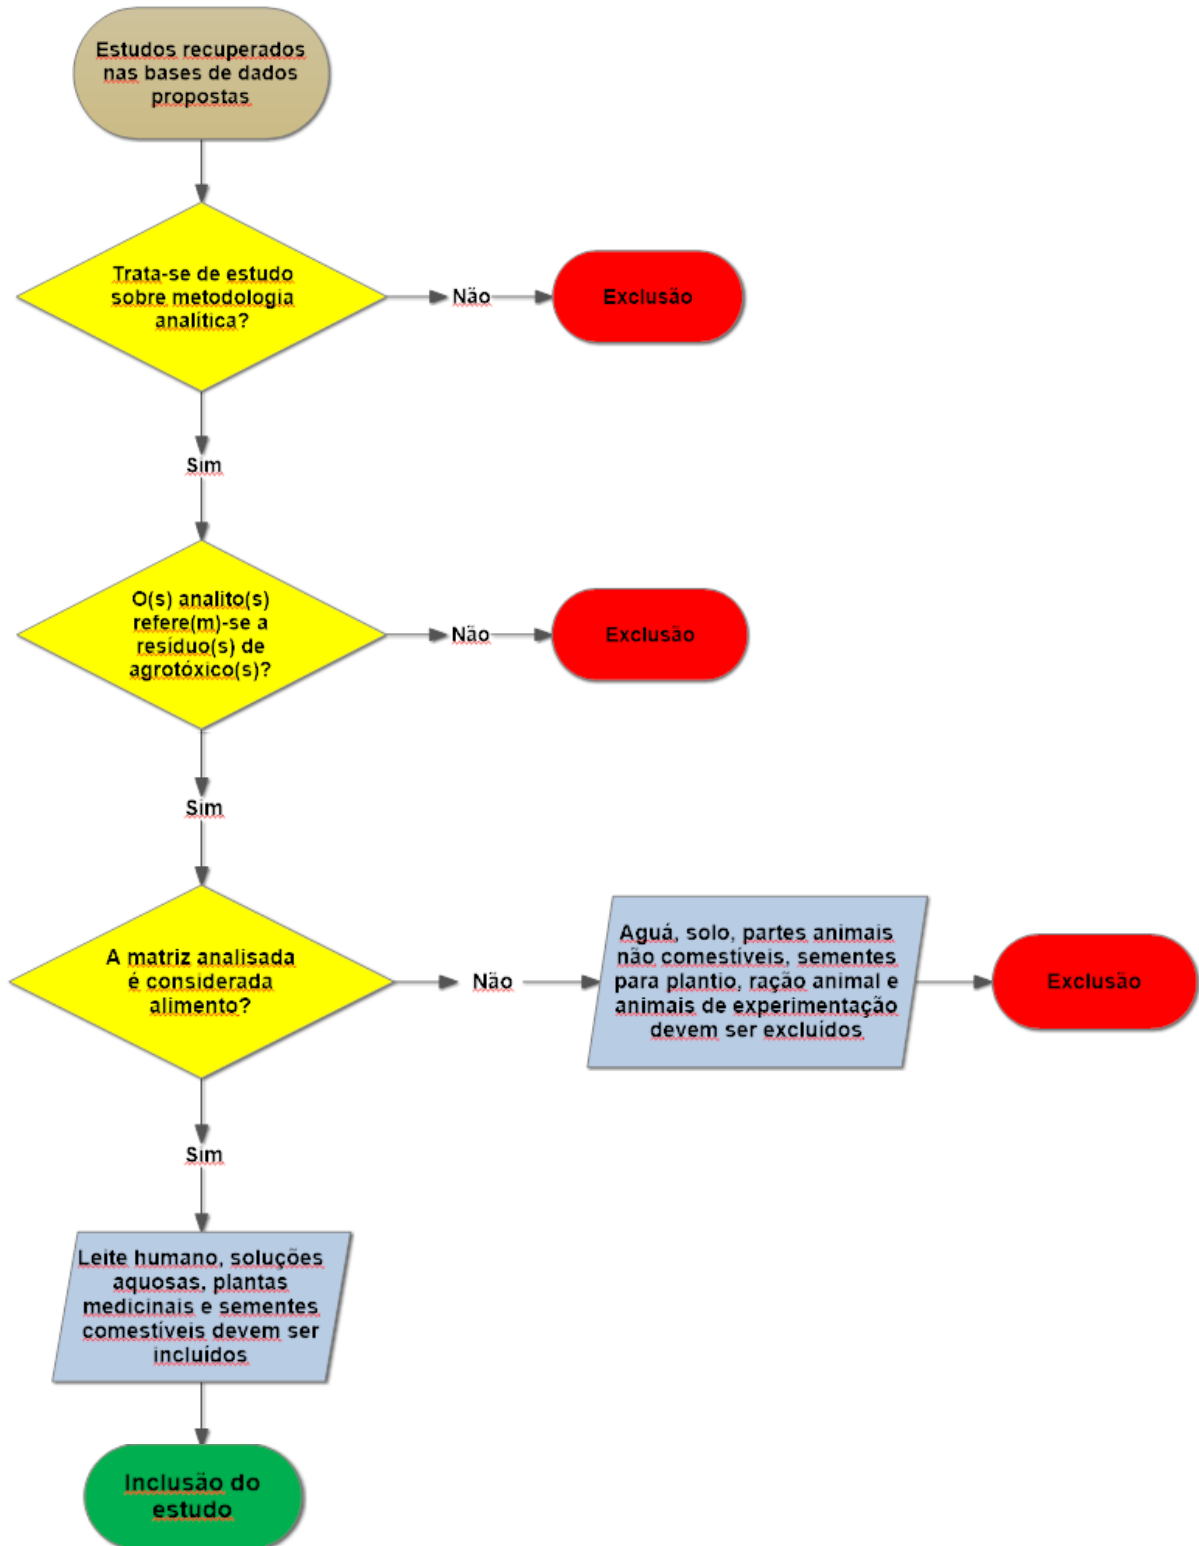 Estudos recuperados
nas bases de dados
propostas
Trata-se de estudo
sobre metodologia
analítica?
Não
Exclusão
Sim
O(s) analito(s)
refere(m)-se a
resíduo(s) de
agrotóxico(s)?
Não
Exclusão
Sim
A matriz analisada
é considerada
alimento?
Não
Aguá, solo, partes animais
não comestíveis, sementes
para plantio, ração animal e
animais de experimentação
devem ser excluídos
Exclusão
Sim
Leite humano, soluções
aquosas, plantas
medicinais e sementes
comestíveis devem ser
incluídos
Inclusão do
estudo